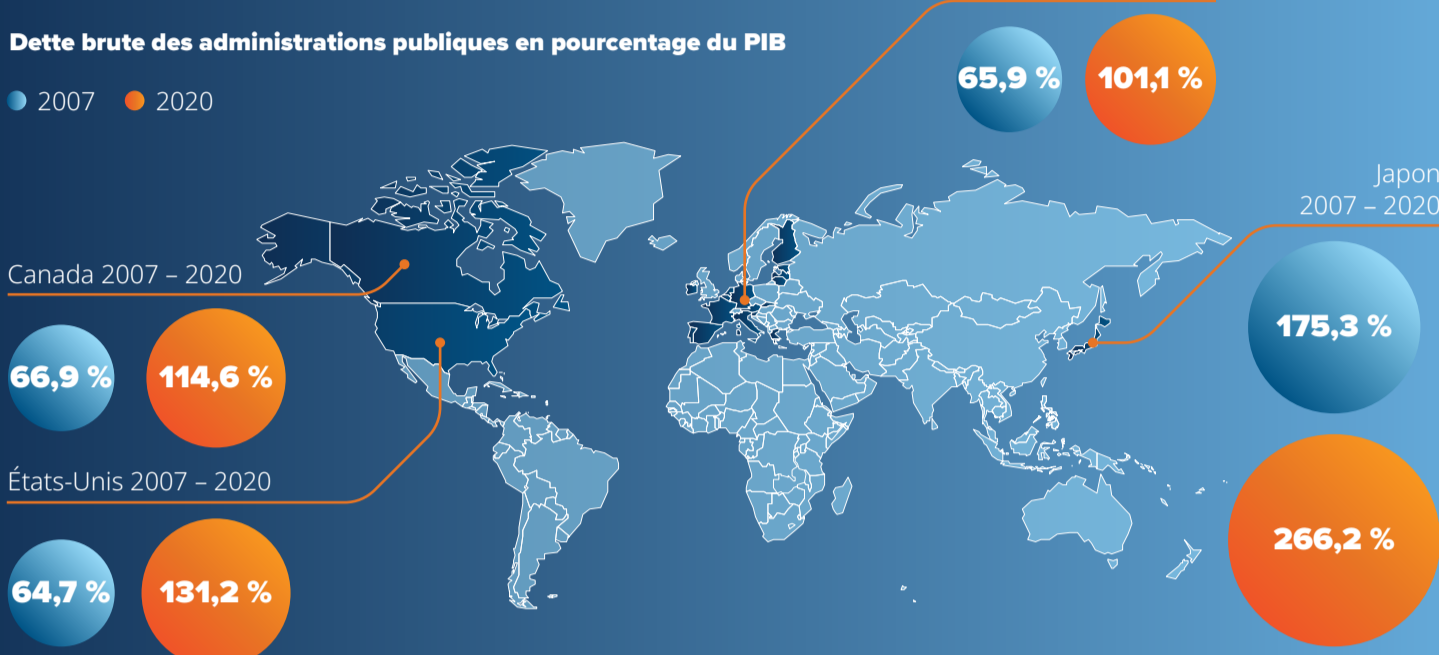 Dette brute des administrations publiques en pourcentage du PIB
2007 2020
65,9 % 101,1 %
Japon
2007 – 2020
175,3 %
266,2 %
Canada 2007 – 2020
66,9 % 114,6 %
États-Unis 2007 – 2020
64,7 % 131,2 %